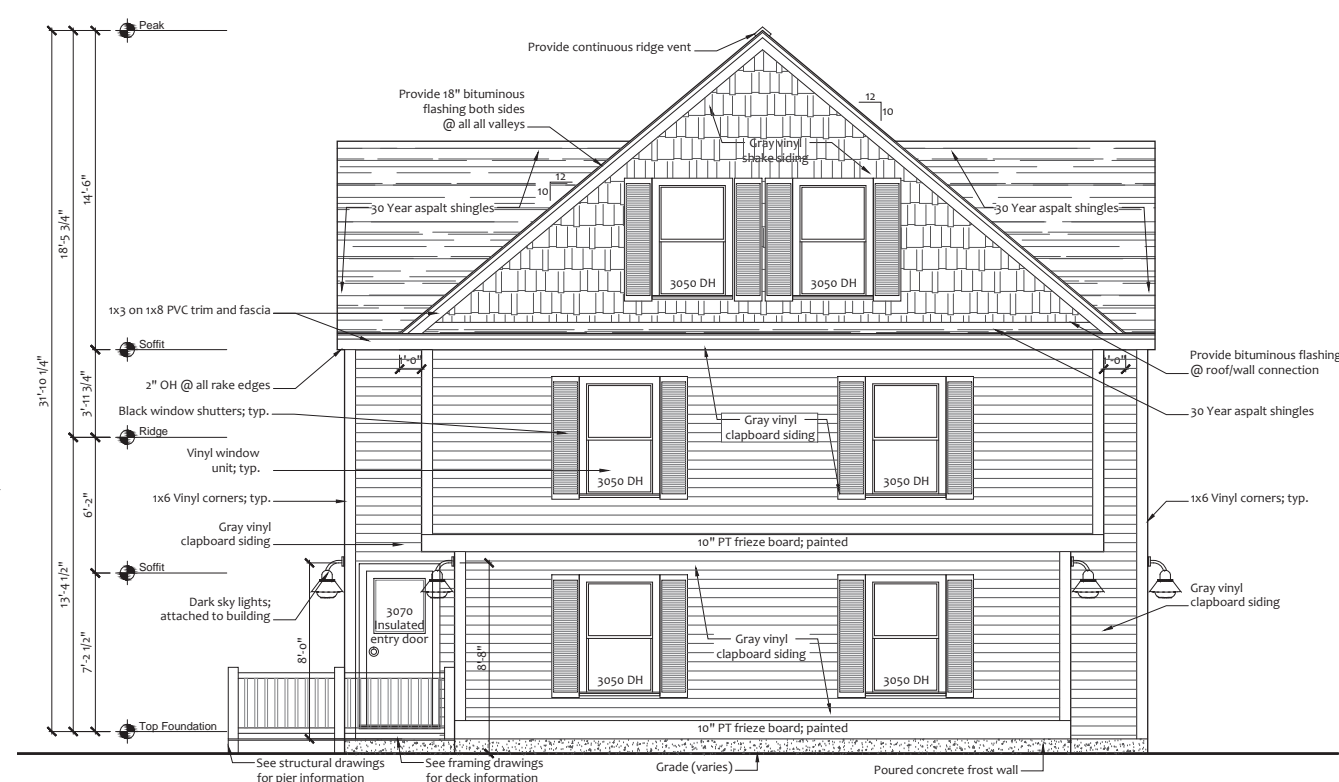 Peak
Provide continuous ridge vent
Provide 18" bituminous
flashing both sides
@ all all valleys
12
10
Gray vinyl
shake siding
12
10
14'-6"
18'-5 3/4"
30 Year aspalt shingles
30 Year aspalt shingles
3050 DH
3050 DH
1x3 on 1x8 PVC trim and fascia
Soffit
1'-0"
1'-0"
Provide bituminous flashing
@ roof/wall connection
31'-10 1/4"
3'-11 3/4"
2" OH @ all rake edges
Black window shutters; typ.
30 Year aspalt shingles
Gray vinyl
clapboard siding
Ridge
Vinyl window
unit; typ.
3050 DH
3050 DH
6'-2"
1x6 Vinyl corners; typ.
1x6 Vinyl corners; typ.
Gray vinyl
clapboard siding
10" PT frieze board; painted
Soffit
13'-4 1/2"
Dark sky lights;
attached to building
3070
Insulated
entry door
Gray vinyl
clapboard siding
8'-0"
8'-8"
7'-2 1/2"
Gray vinyl
clapboard siding
3050 DH
3050 DH
Top Foundation
10" PT frieze board; painted
See structural drawings
for pier information
See framing drawings
for deck information
Grade (varies)
Poured concrete frost wall